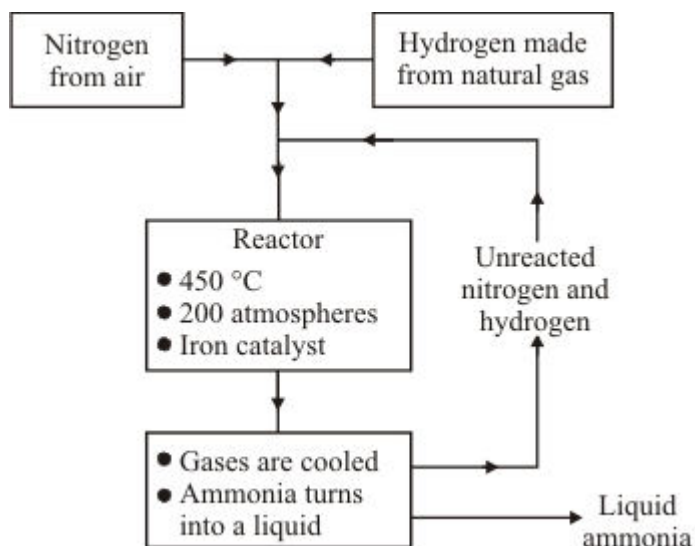 Nitrogen
from air
Hydrogen made
from natural gas
Reactor
● 450 °C
● 200 atmospheres
● Iron catalyst
Unreacted
nitrogen and
hydrogen
● Gases are cooled
● Ammonia turns
into a liquid
Liquid
ammonia